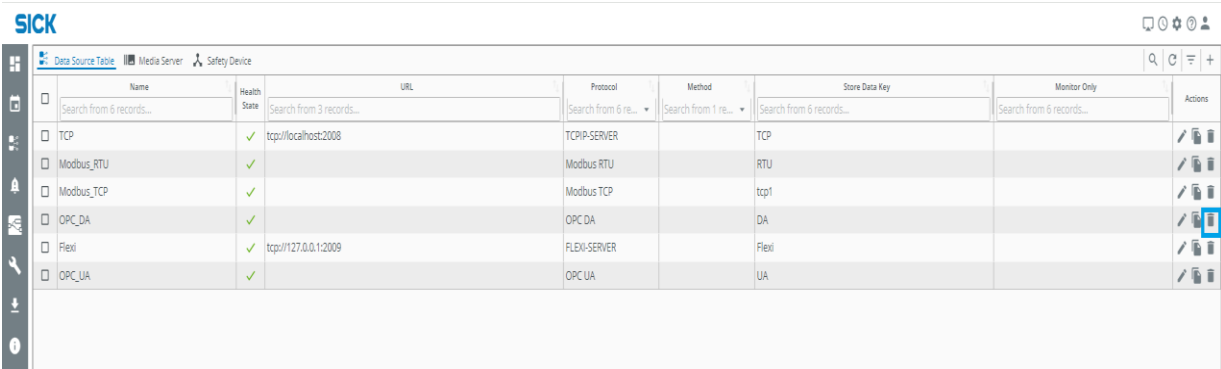 SICK
Data Source Table Media Server Safety Device
Name Health State URL Protocol Method Store Data Key Monitor Only Actions
Search from 6 records... Search from 3 records... Search from 6 re... Search from 1 re... Search from 6 records... Search from 6 records...
TCP tcp://localhost:2008 TCPIP-SERVER TCP
Modbus_RTU Modbus RTU RTU
Modbus_TCP Modbus TCP tcp1
OPC_DA OPC DA DA
Flexi tcp://127.0.0.1:2009 FLEXI-SERVER Flexi
OPC_UA OPC UA UA